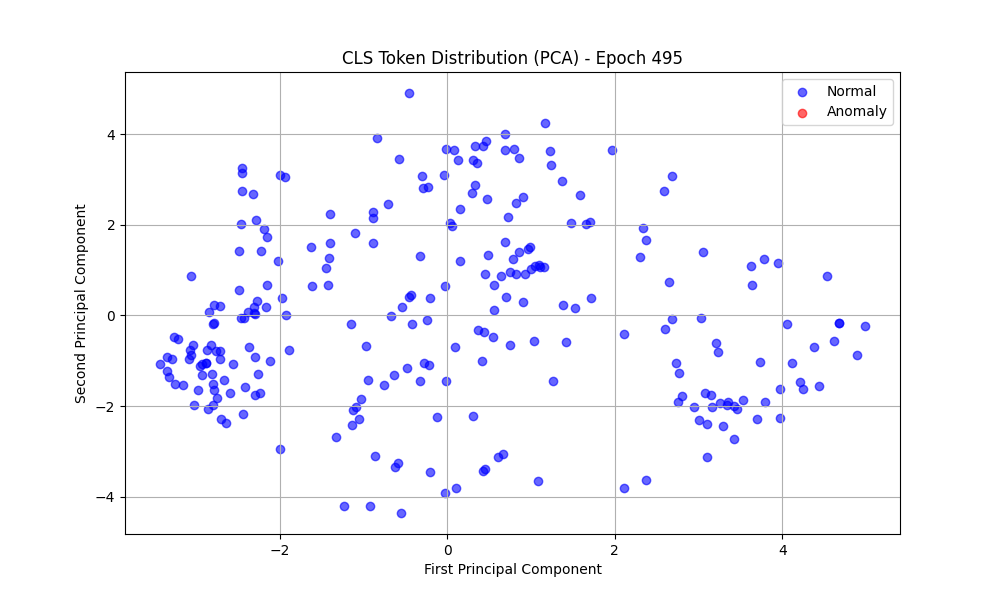 CLS Token Distribution (PCA) - Epoch 495
Normal
Anomaly
Second Principal Component
4
2
0
−2
−4
−2
0
2
4
First Principal Component